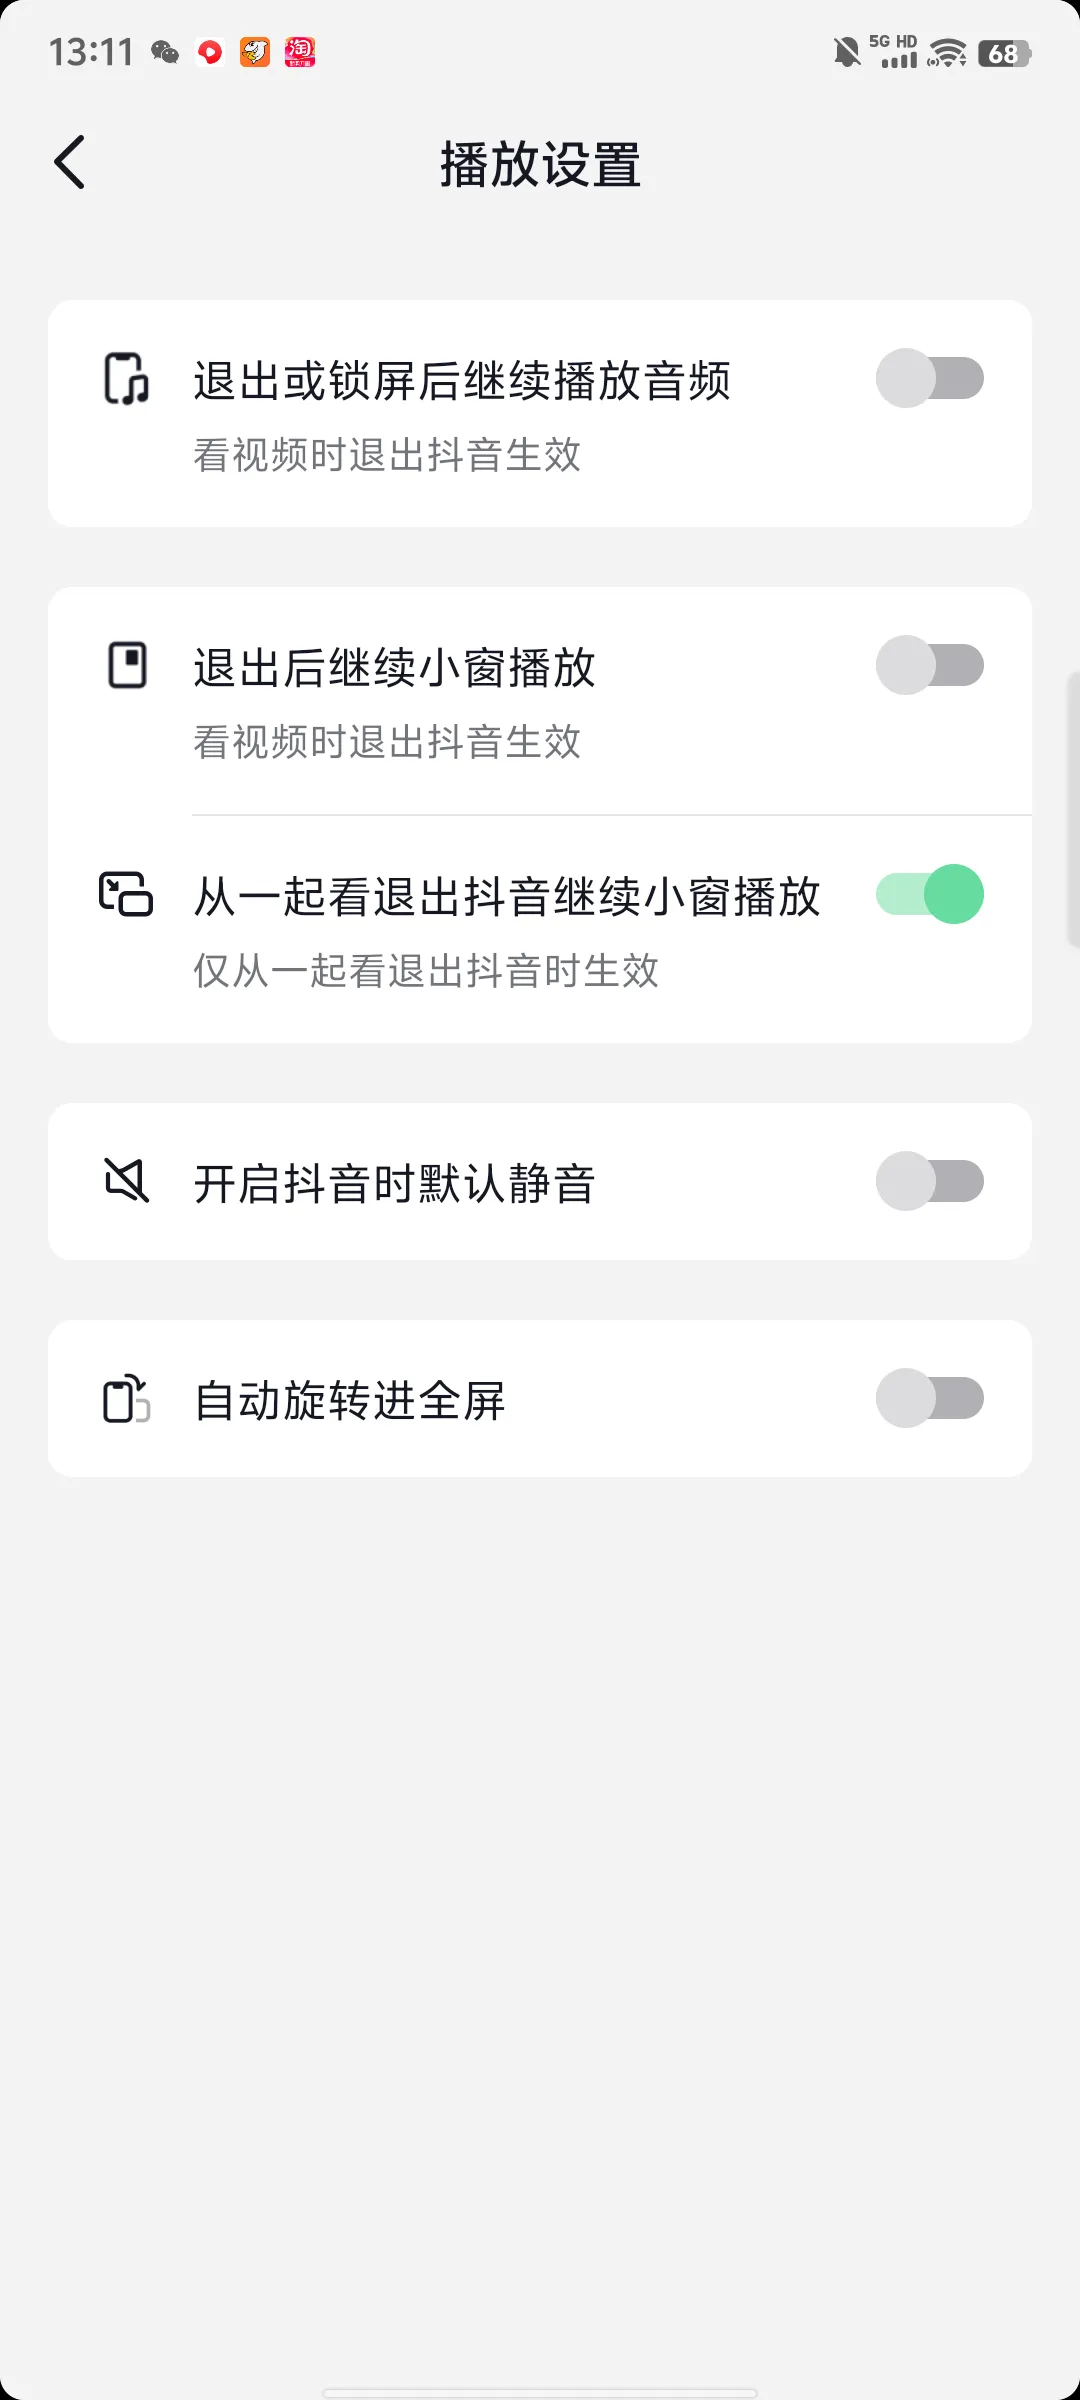 13:11
5G HD
68
播放设置
退出或锁屏后继续播放音频
看视频时退出抖音生效
退出后继续小窗播放
看视频时退出抖音生效
从一起看退出抖音继续小窗播放
仅从一起看退出抖音时生效
开启抖音时默认静音
自动旋转进全屏